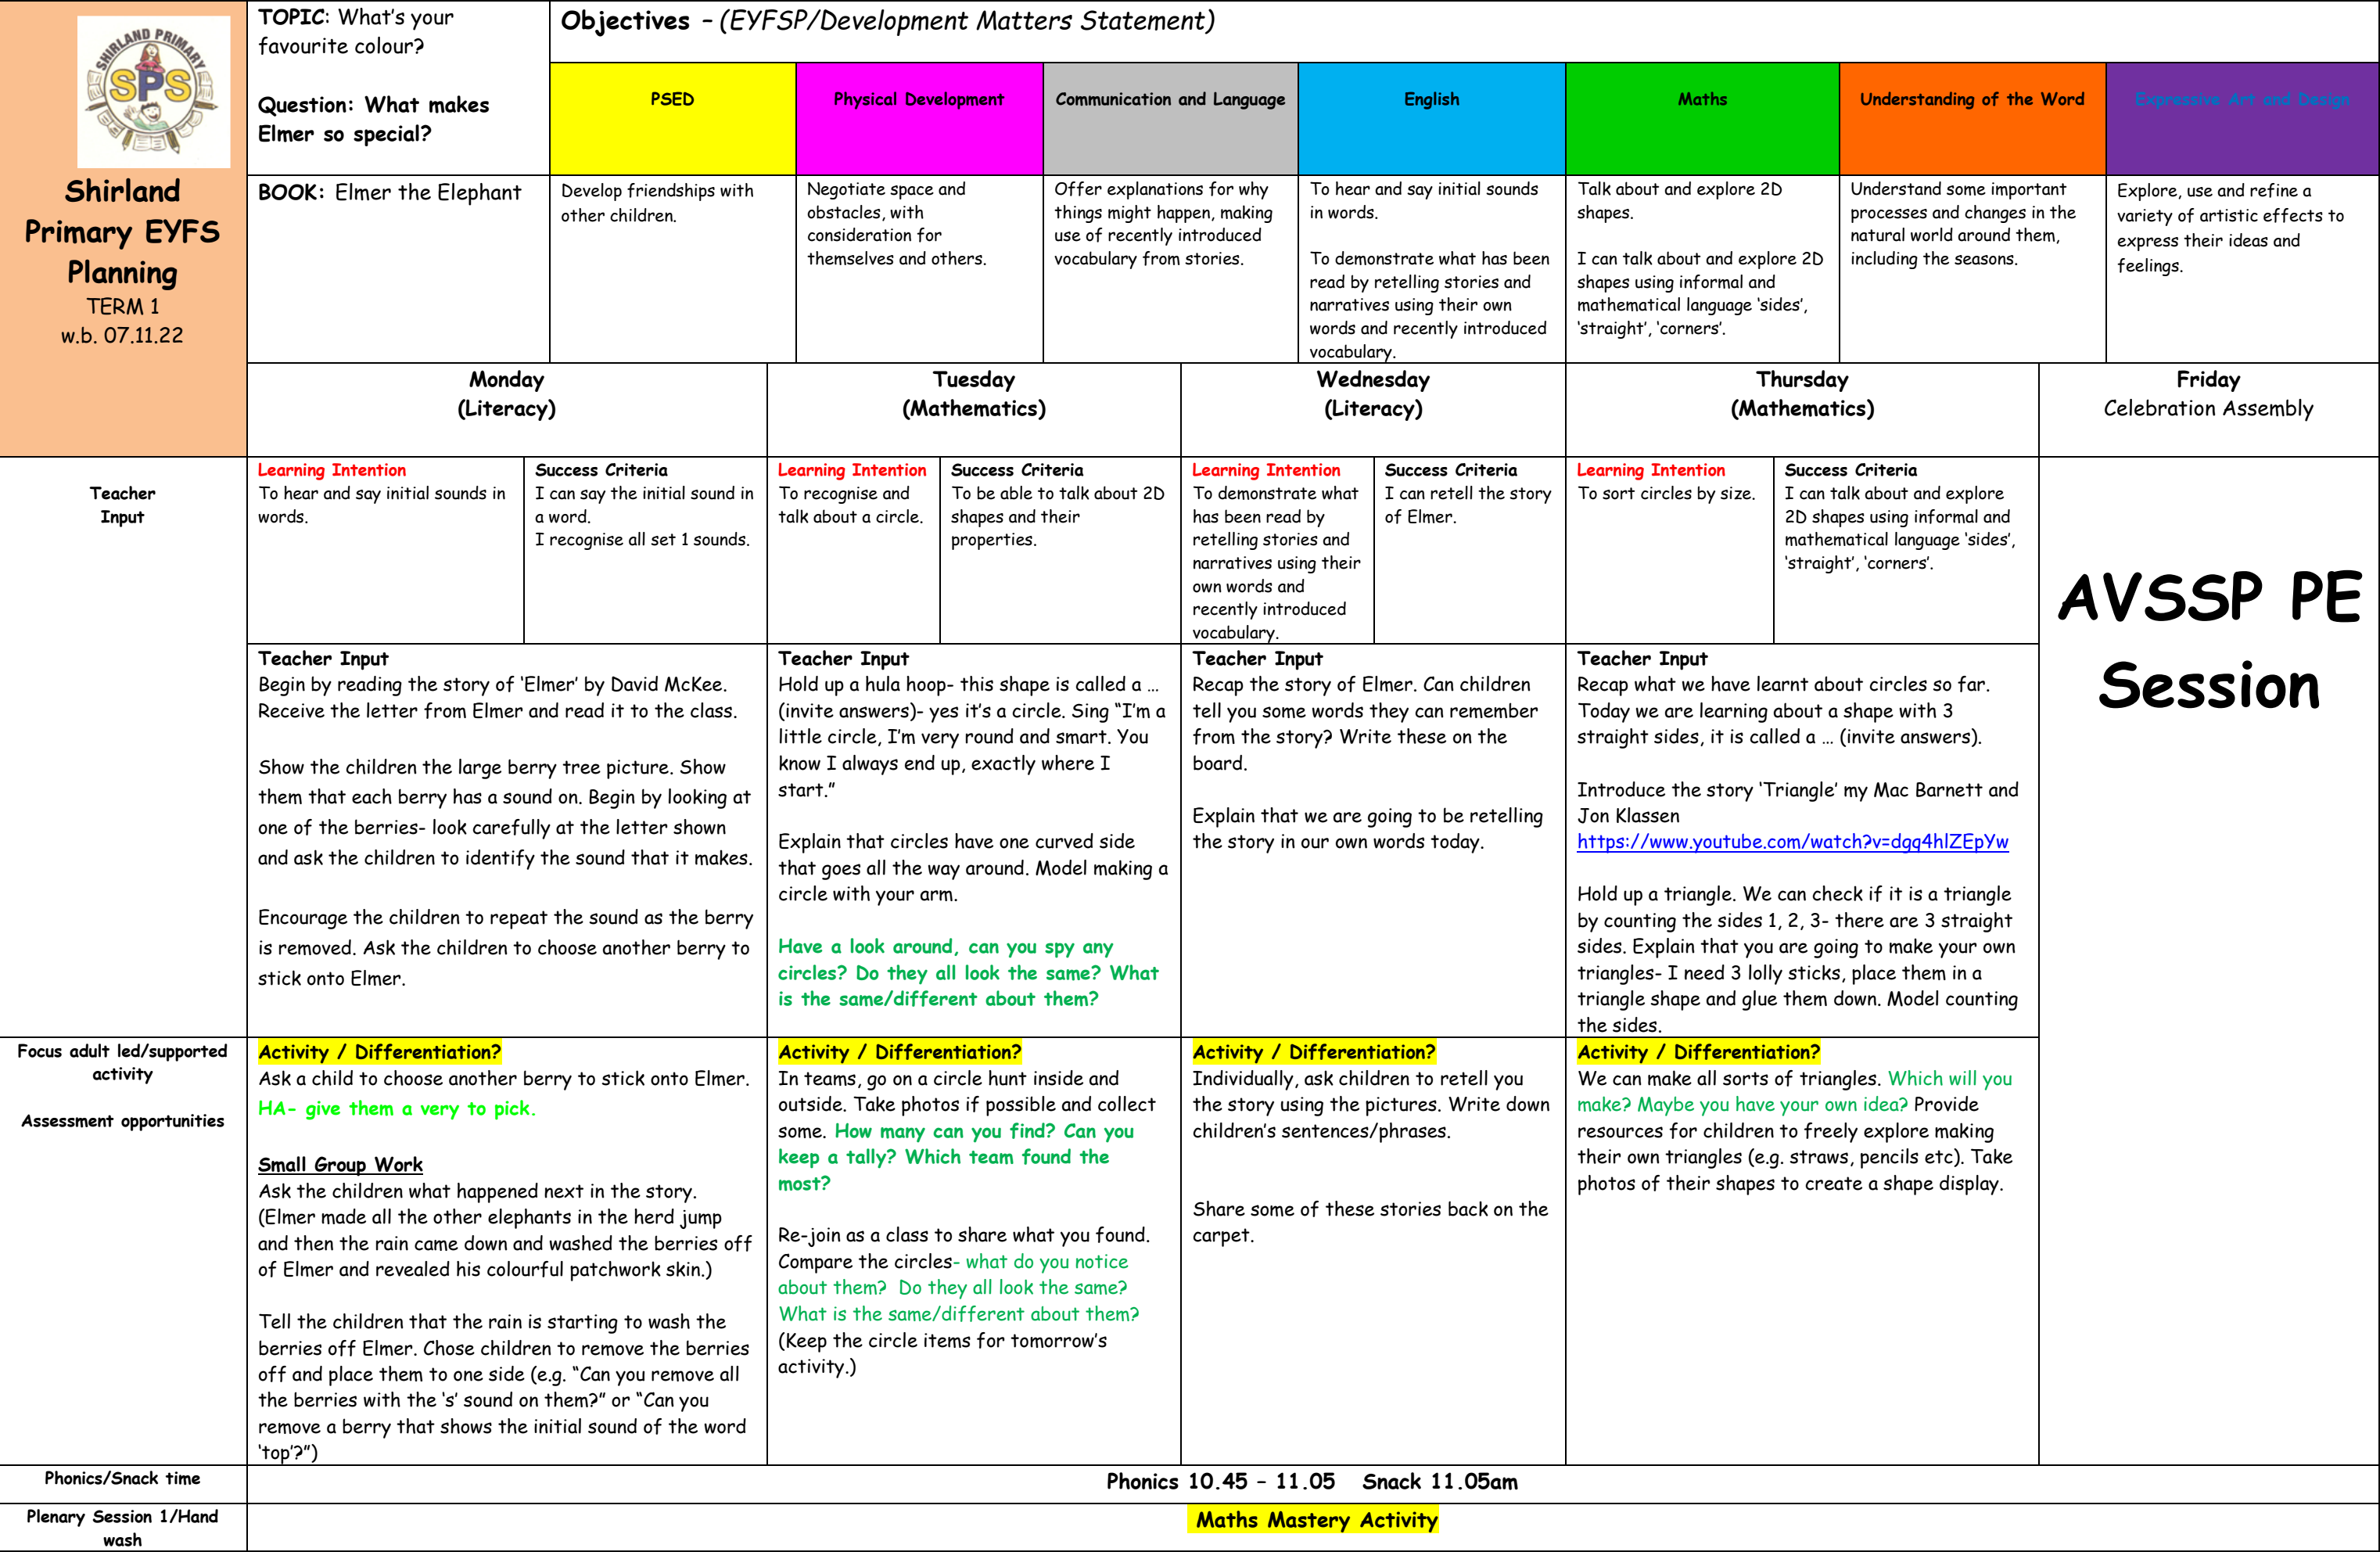 SHIRLAND PRIMARY
SPS
Shirland
Primary EYFS
Planning
TERM 1
w.b. 07.11.22
TOPIC: What's your
favourite colour?
Question: What makes
Elmer so special?
Objectives – (EYFSP/Development Matters Statement)
PSED
Physical Development
Communication and Language
English
Maths
Understanding of the Word
Expressive Art and Design
BOOK: Elmer the Elephant
Develop friendships with
other children.
Negotiate space and
obstacles, with
consideration for
themselves and others.
Offer explanations for why
things might happen, making
use of recently introduced
vocabulary from stories.
To hear and say initial sounds
in words.
To demonstrate what has been
read by retelling stories and
narratives using their own
words and recently introduced
vocabulary.
Talk about and explore 2D
shapes.
I can talk about and explore 2D
shapes using informal and
mathematical language ‘sides’,
‘straight’, ‘corners’.
Understand some important
processes and changes in the
natural world around them,
including the seasons.
Explore, use and refine a
variety of artistic effects to
express their ideas and
feelings.
Monday
(Literacy)
Tuesday
(Mathematics)
Wednesday
(Literacy)
Thursday
(Mathematics)
Friday
Celebration Assembly
Teacher
Input
Learning Intention
To hear and say initial sounds in
words.
Success Criteria
I can say the initial sound in
a word.
I recognise all set 1 sounds.
Learning Intention
To recognise and
talk about a circle.
Success Criteria
To be able to talk about 2D
shapes and their
properties.
Learning Intention
To demonstrate what
has been read by
retelling stories and
narratives using their
own words and
recently introduced
vocabulary.
Success Criteria
I can retell the story
of Elmer.
Learning Intention
To sort circles by size.
Success Criteria
I can talk about and explore
2D shapes using informal and
mathematical language ‘sides’,
‘straight’, ‘corners’.
AVSSP PE
Session
Teacher Input
Begin by reading the story of ‘Elmer’ by David McKee.
Receive the letter from Elmer and read it to the class.
Show the children the large berry tree picture. Show
them that each berry has a sound on. Begin by looking at
one of the berries- look carefully at the letter shown
and ask the children to identify the sound that it makes.
Encourage the children to repeat the sound as the berry
is removed. Ask the children to choose another berry to
stick onto Elmer.
Teacher Input
Hold up a hula hoop- this shape is called a …
(invite answers)- yes it’s a circle. Sing “I’m a
little circle, I’m very round and smart. You
know I always end up, exactly where I
start.”
Explain that circles have one curved side
that goes all the way around. Model making a
circle with your arm.
Have a look around, can you spy any
circles? Do they all look the same? What
is the same/different about them?
Teacher Input
Recap the story of Elmer. Can children
tell you some words they can remember
from the story? Write these on the
board.
Explain that we are going to be retelling
the story in our own words today.
Teacher Input
Recap what we have learnt about circles so far.
Today we are learning about a shape with 3
straight sides, it is called a … (invite answers).
Introduce the story ‘Triangle’ my Mac Barnett and
Jon Klassen
https://www.youtube.com/watch?v=dgq4hlZEpYw
Hold up a triangle. We can check if it is a triangle
by counting the sides 1, 2, 3- there are 3 straight
sides. Explain that you are going to make your own
triangles- I need 3 lolly sticks, place them in a
triangle shape and glue them down. Model counting
the sides.
Focus adult led/supported
activity
Assessment opportunities
Activity / Differentiation?
Ask a child to choose another berry to stick onto Elmer.
HA- give them a very to pick.
Small Group Work
Ask the children what happened next in the story.
(Elmer made all the other elephants in the herd jump
and then the rain came down and washed the berries off
of Elmer and revealed his colourful patchwork skin.)
Tell the children that the rain is starting to wash the
berries off Elmer. Chose children to remove the berries
off and place them to one side (e.g. “Can you remove all
the berries with the ‘s’ sound on them?” or “Can you
remove a berry that shows the initial sound of the word
‘top’?”)
Activity / Differentiation?
In teams, go on a circle hunt inside and
outside. Take photos if possible and collect
some. How many can you find? Can you
keep a tally? Which team found the
most?
Re-join as a class to share what you found.
Compare the circles- what do you notice
about them?  Do they all look the same?
What is the same/different about them?
(Keep the circle items for tomorrow’s
activity.)
Activity / Differentiation?
Individually, ask children to retell you
the story using the pictures. Write down
children’s sentences/phrases.
Share some of these stories back on the
carpet.
Activity / Differentiation?
We can make all sorts of triangles. Which will you
make? Maybe you have your own idea? Provide
resources for children to freely explore making
their own triangles (e.g. straws, pencils etc). Take
photos of their shapes to create a shape display.
Phonics/Snack time
Phonics 10.45 – 11.05    Snack 11.05am
Plenary Session 1/Hand
wash
Maths Mastery Activity